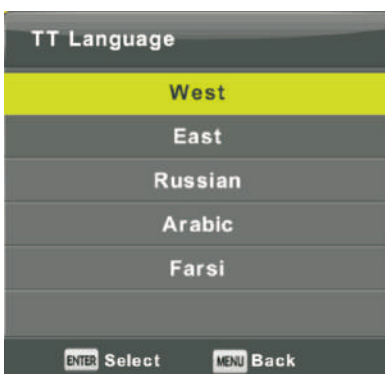 TT Language
West
East
Russian
Arabic
Farsi
ENTER Select MENU Back